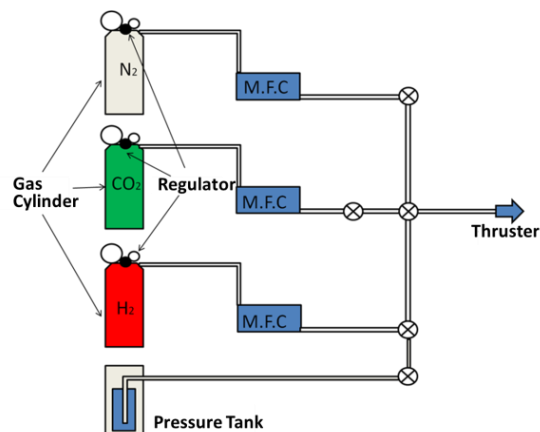 N₂
M.F.C
Gas
Cylinder
CO₂
Regulator
M.F.C
Thruster
H₂
M.F.C
Pressure Tank